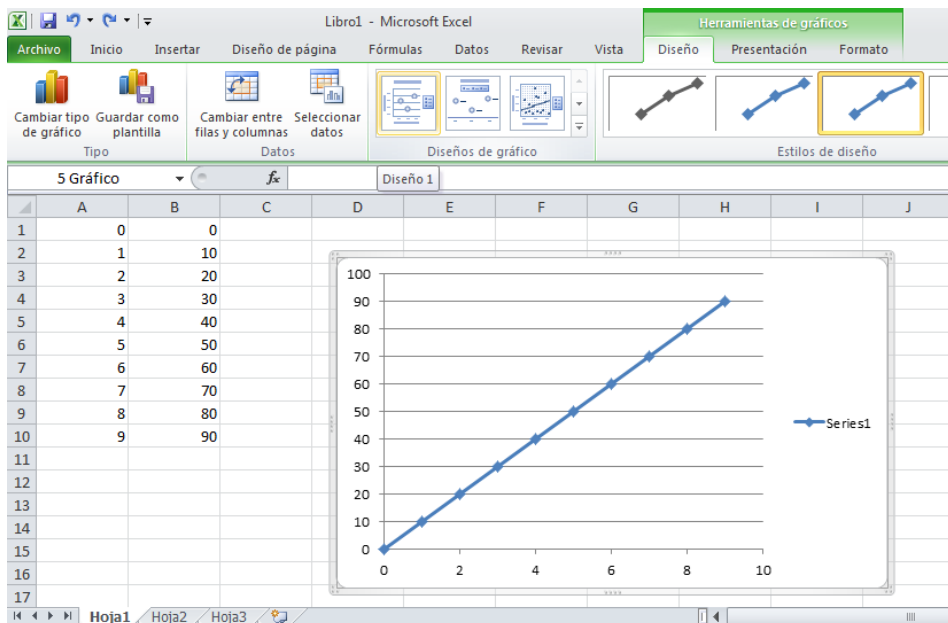 Libro1 - Microsoft Excel
Herramientas de gráficos
Archivo Inicio Insertar Diseño de página Fórmulas Datos Revisar Vista Diseño Presentación Formato
Cambiar tipo de gráfico
Guardar como plantilla
Cambiar entre filas y columnas
Seleccionar datos
Tipo Datos Diseños de gráfico Estilos de diseño
5 Gráfico fx Diseño 1
A B C D E F G H I J
1 0 0
2 1 10
3 2 20
4 3 30
5 4 40
6 5 50
7 6 60
8 7 70
9 8 80
10 9 90
11
12
13
14
15
16
17
100
90
80
70
60
50
40
30
20
10
0
0 2 4 6 8 10
Series1
Hoja1 Hoja2 Hoja3